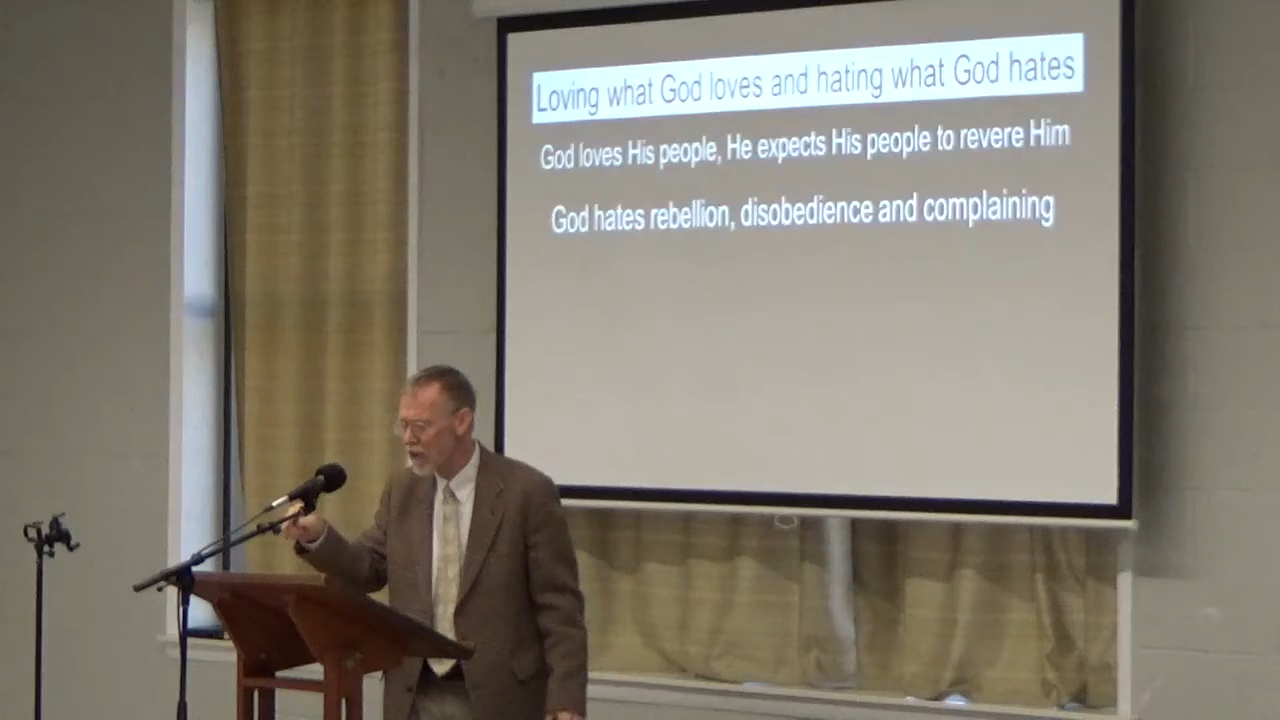 Loving what God loves and hating what God hates
God loves His people, He expects His people to revere Him
God hates rebellion, disobedience and complaining